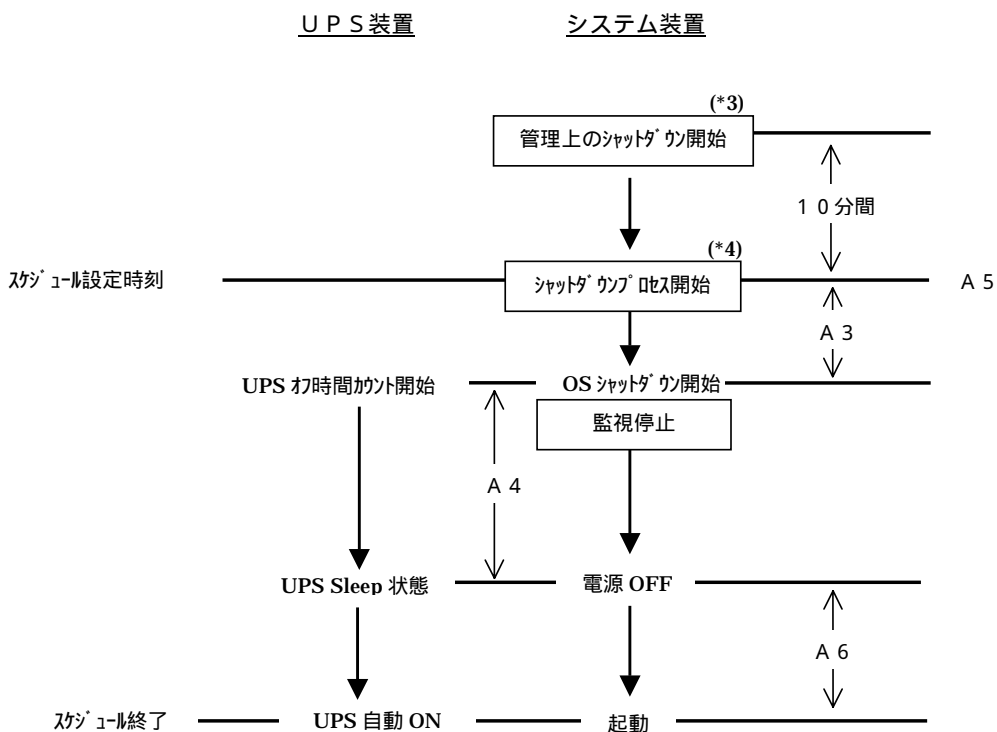 ＵＰＳ装置 システム装置
(*3)
管理上のｼｬｯﾄﾀﾞｳﾝ開始
１０分間
(*4)
ｽｹｼﾞｭｰﾙ設定時刻 ｼｬｯﾄﾀﾞｳﾝﾌﾟﾛｾｽ開始 Ａ５
Ａ３
UPS ｵﾌ時間ｶｳﾝﾄ開始 OS ｼｬｯﾄﾀﾞｳﾝ開始
監視停止
Ａ４
UPS Sleep 状態 電源 OFF
Ａ６
ｽｹｼﾞｭｰﾙ終了 UPS 自動 ON 起動